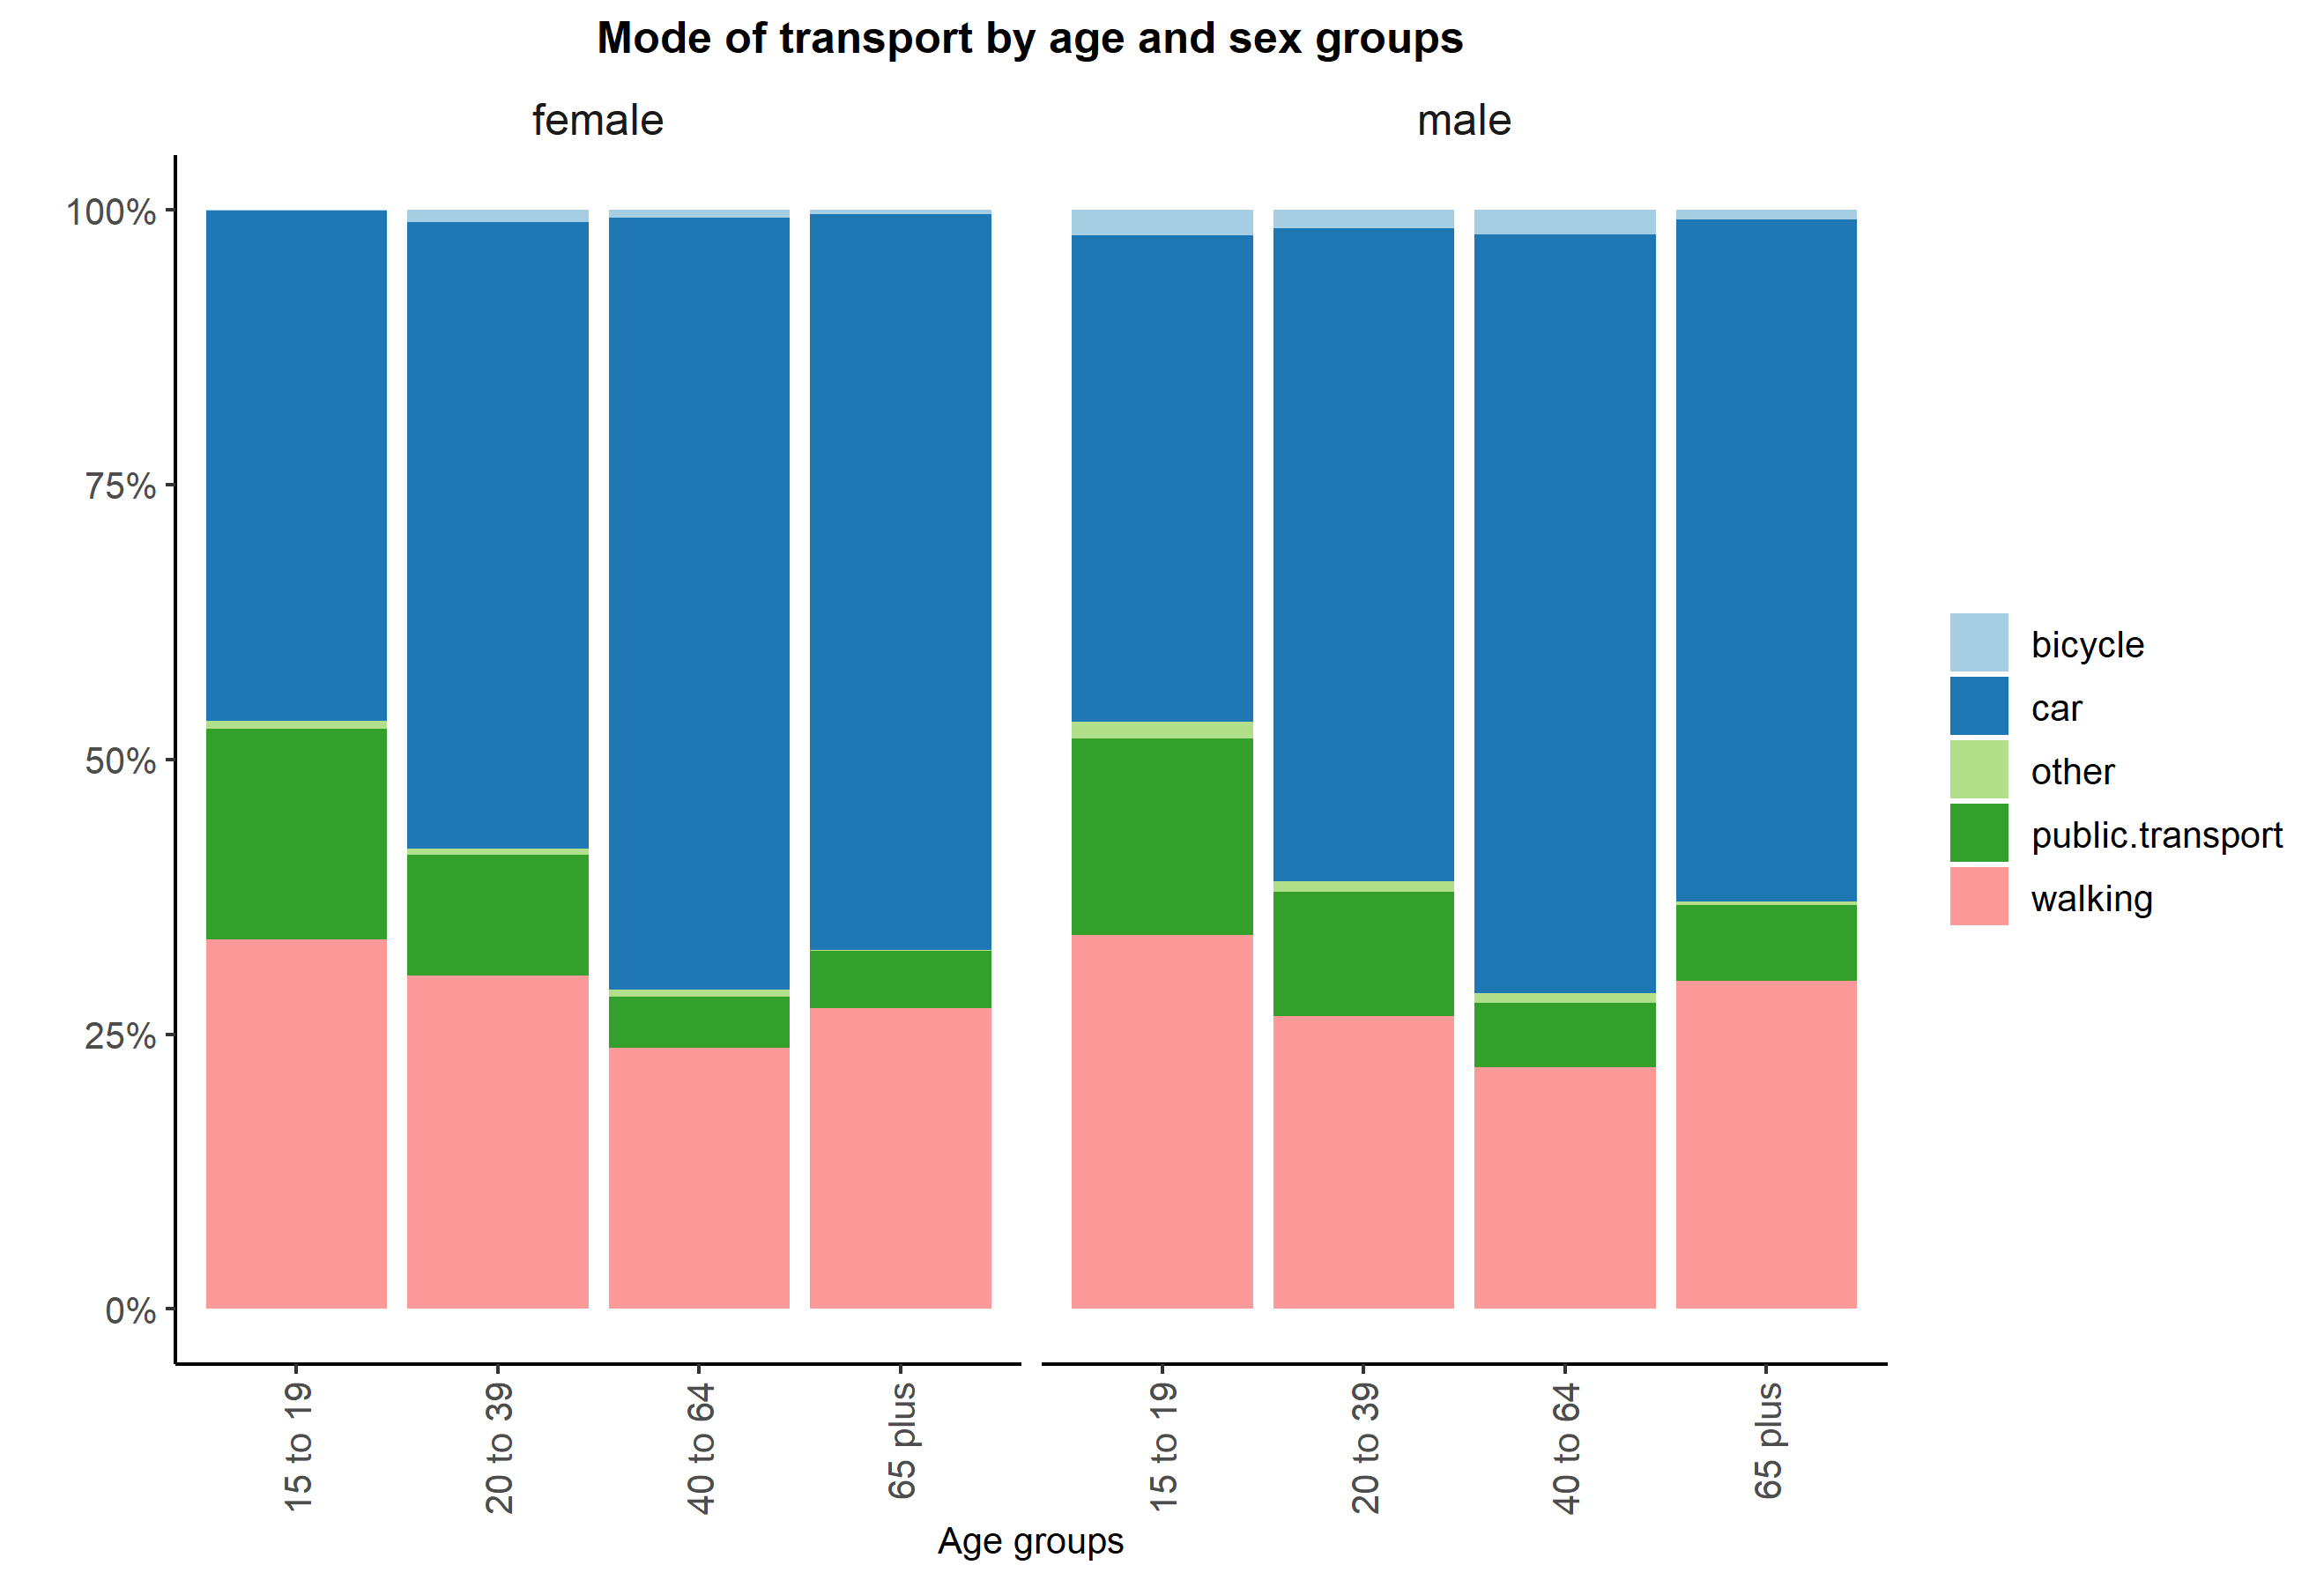 Mode of transport by age and sex groups
female
male
100%
75%
50%
25%
0%
15 to 19
20 to 39
40 to 64
65 plus
15 to 19
20 to 39
40 to 64
65 plus
Age groups
bicycle
car
other
public.transport
walking